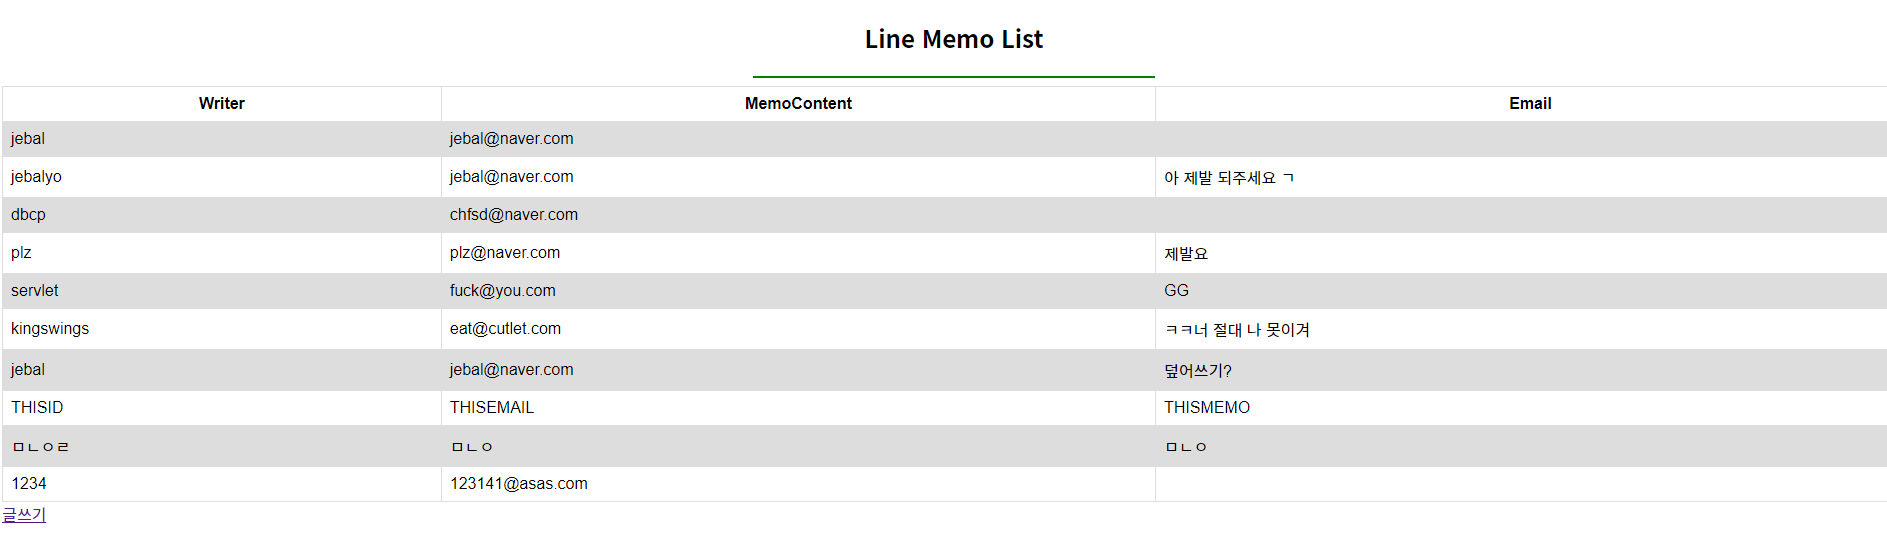 Line Memo List
Writer MemoContent Email
jebal jebal@naver.com
jebalyo jebal@naver.com 아 제발 되주세요 ㄱ
dbcp chfsd@naver.com
plz plz@naver.com 제발요
servlet fuck@you.com GG
kingswings eat@cutlet.com ㅋㅋ너 절대 나 못이겨
jebal jebal@naver.com 덮어쓰기?
THISID THISEMAIL THISMEMO
ㅁㄴㅇㄹ ㅁㄴㅇ ㅁㄴㅇ
1234 123141@asas.com
글쓰기